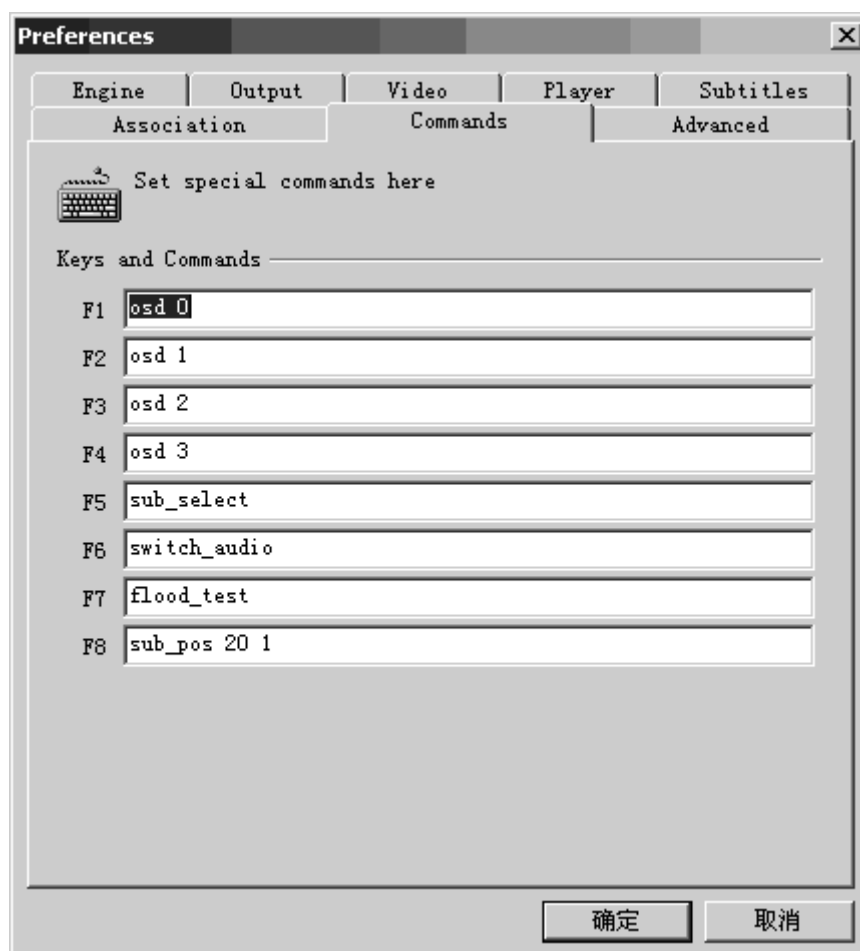 Preferences
Engine Output Video Player Subtitles
Association Commands Advanced
Set special commands here
Keys and Commands
F1 osd 0
F2 osd 1
F3 osd 2
F4 osd 3
F5 sub_select
F6 switch_audio
F7 flood_test
F8 sub_pos 20 1
确定 取消